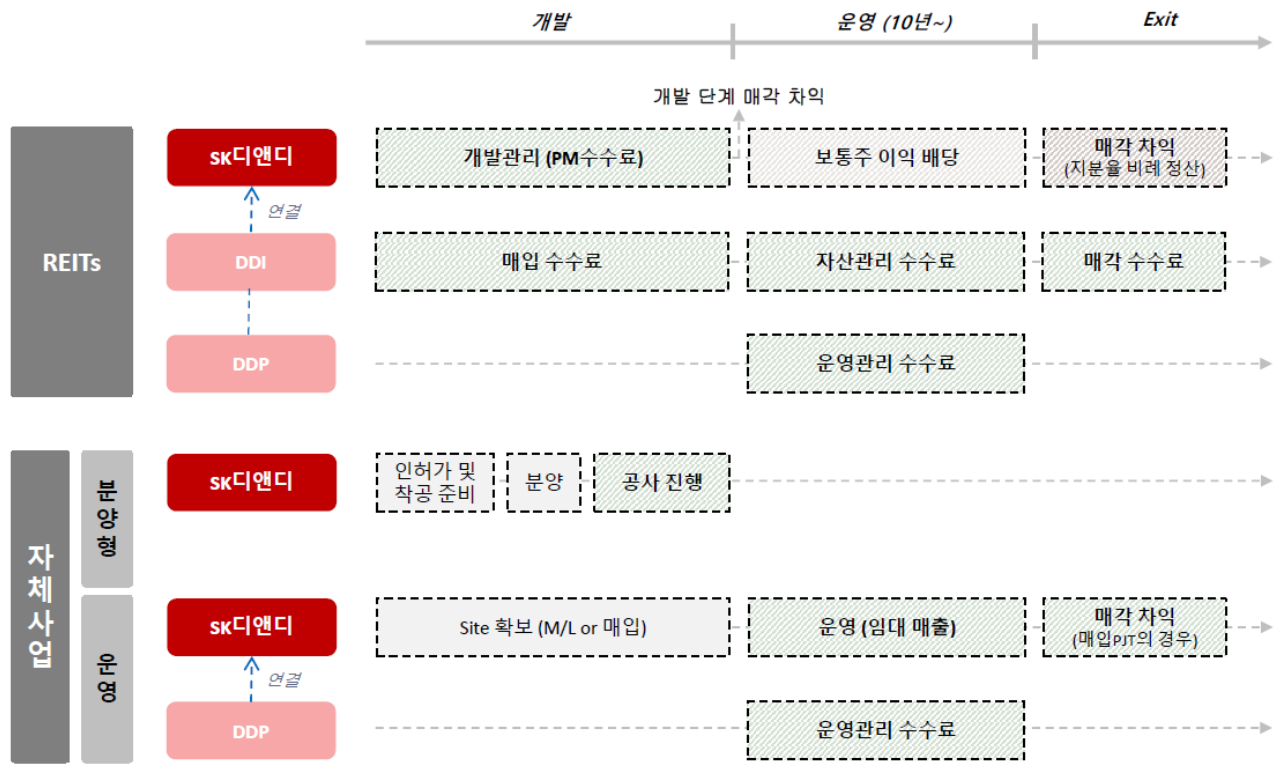 개발
운영 (10년~)
Exit
개발 단계 매각 차익
REITs
SK디앤디
개발관리 (PM수수료)
보통주 이익 배당
매각 차익
(지분율 비례 정산)
연결
DDI
매입 수수료
자산관리 수수료
매각 수수료
DDP
운영관리 수수료
자체사업
분양형
SK디앤디
인허가 및
착공 준비
분양
공사 진행
운영
SK디앤디
Site 확보 (M/L or 매입)
운영 (임대 매출)
매각 차익
(매입PJT의 경우)
연결
DDP
운영관리 수수료